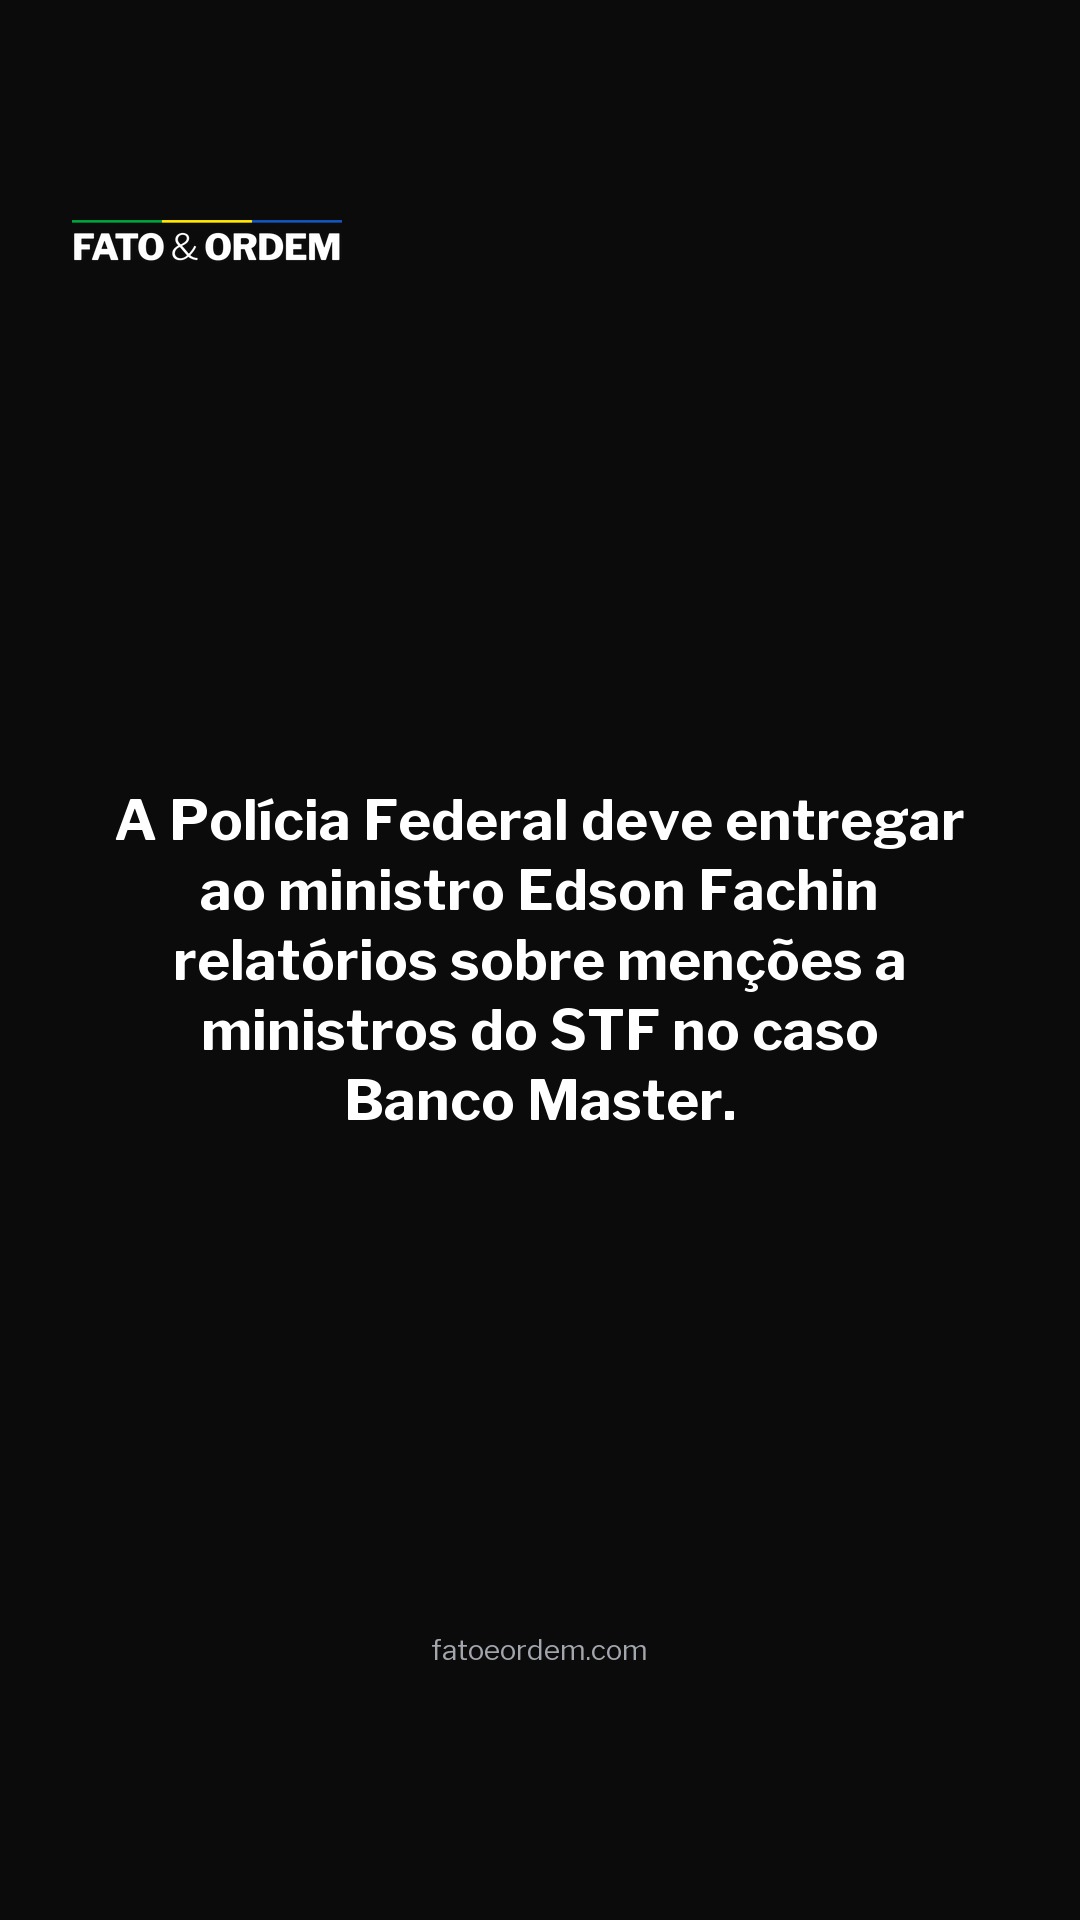 FATO & ORDEM
A Polícia Federal deve entregar
ao ministro Edson Fachin
relatórios sobre menções a
ministros do STF no caso
Banco Master.
fatoeordem.com